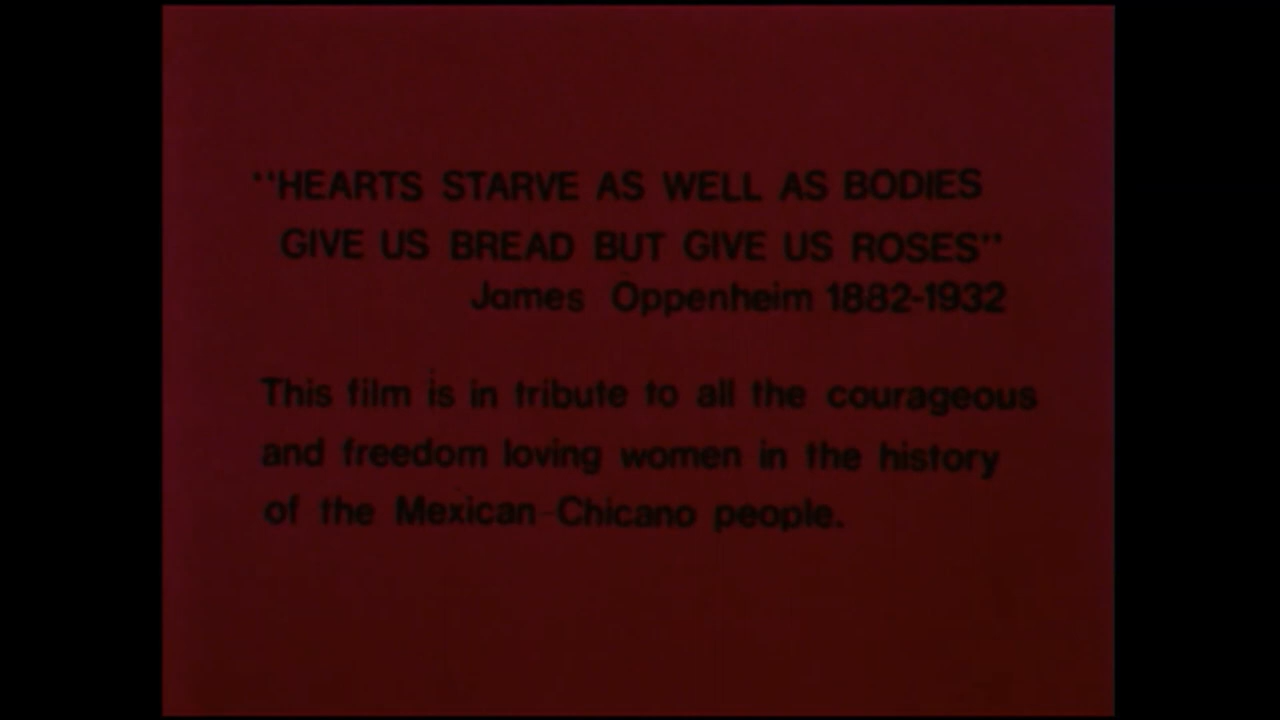 "HEARTS STARVE AS WELL AS BODIES
GIVE US BREAD BUT GIVE US ROSES"
James Oppenheim 1882-1932
This film is in tribute to all the courageous
and freedom loving women in the history
of the Mexican-Chicano people.